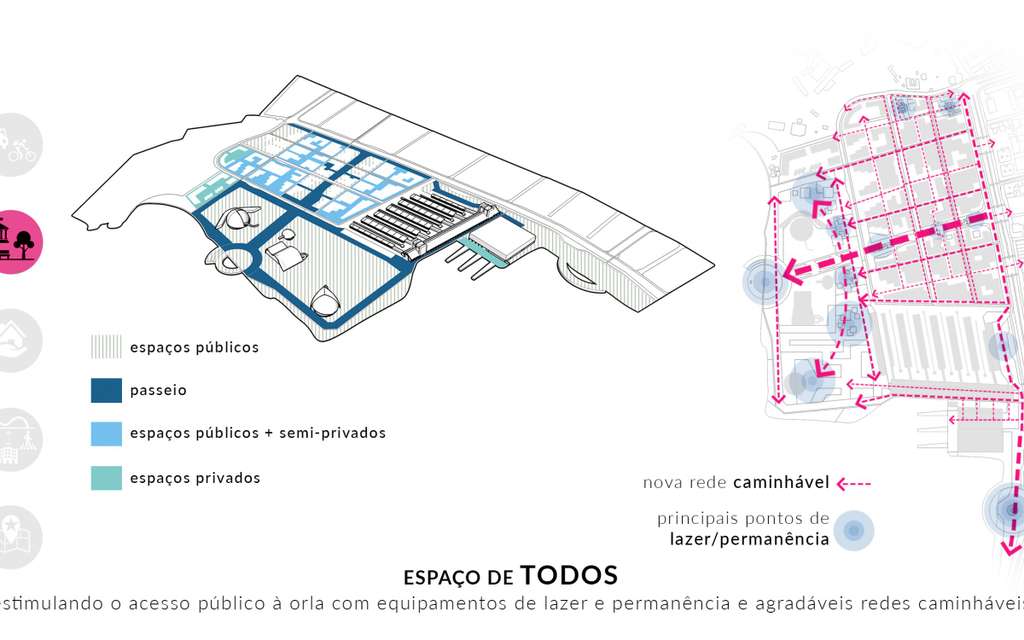 espaços públicos
passeio
espaços públicos + semi-privados
espaços privados
nova rede caminhável
principais pontos de
lazer/permanência
ESPAÇO DE TODOS
estimulando o acesso público à orla com equipamentos de lazer e permanência e agradáveis redes caminháveis